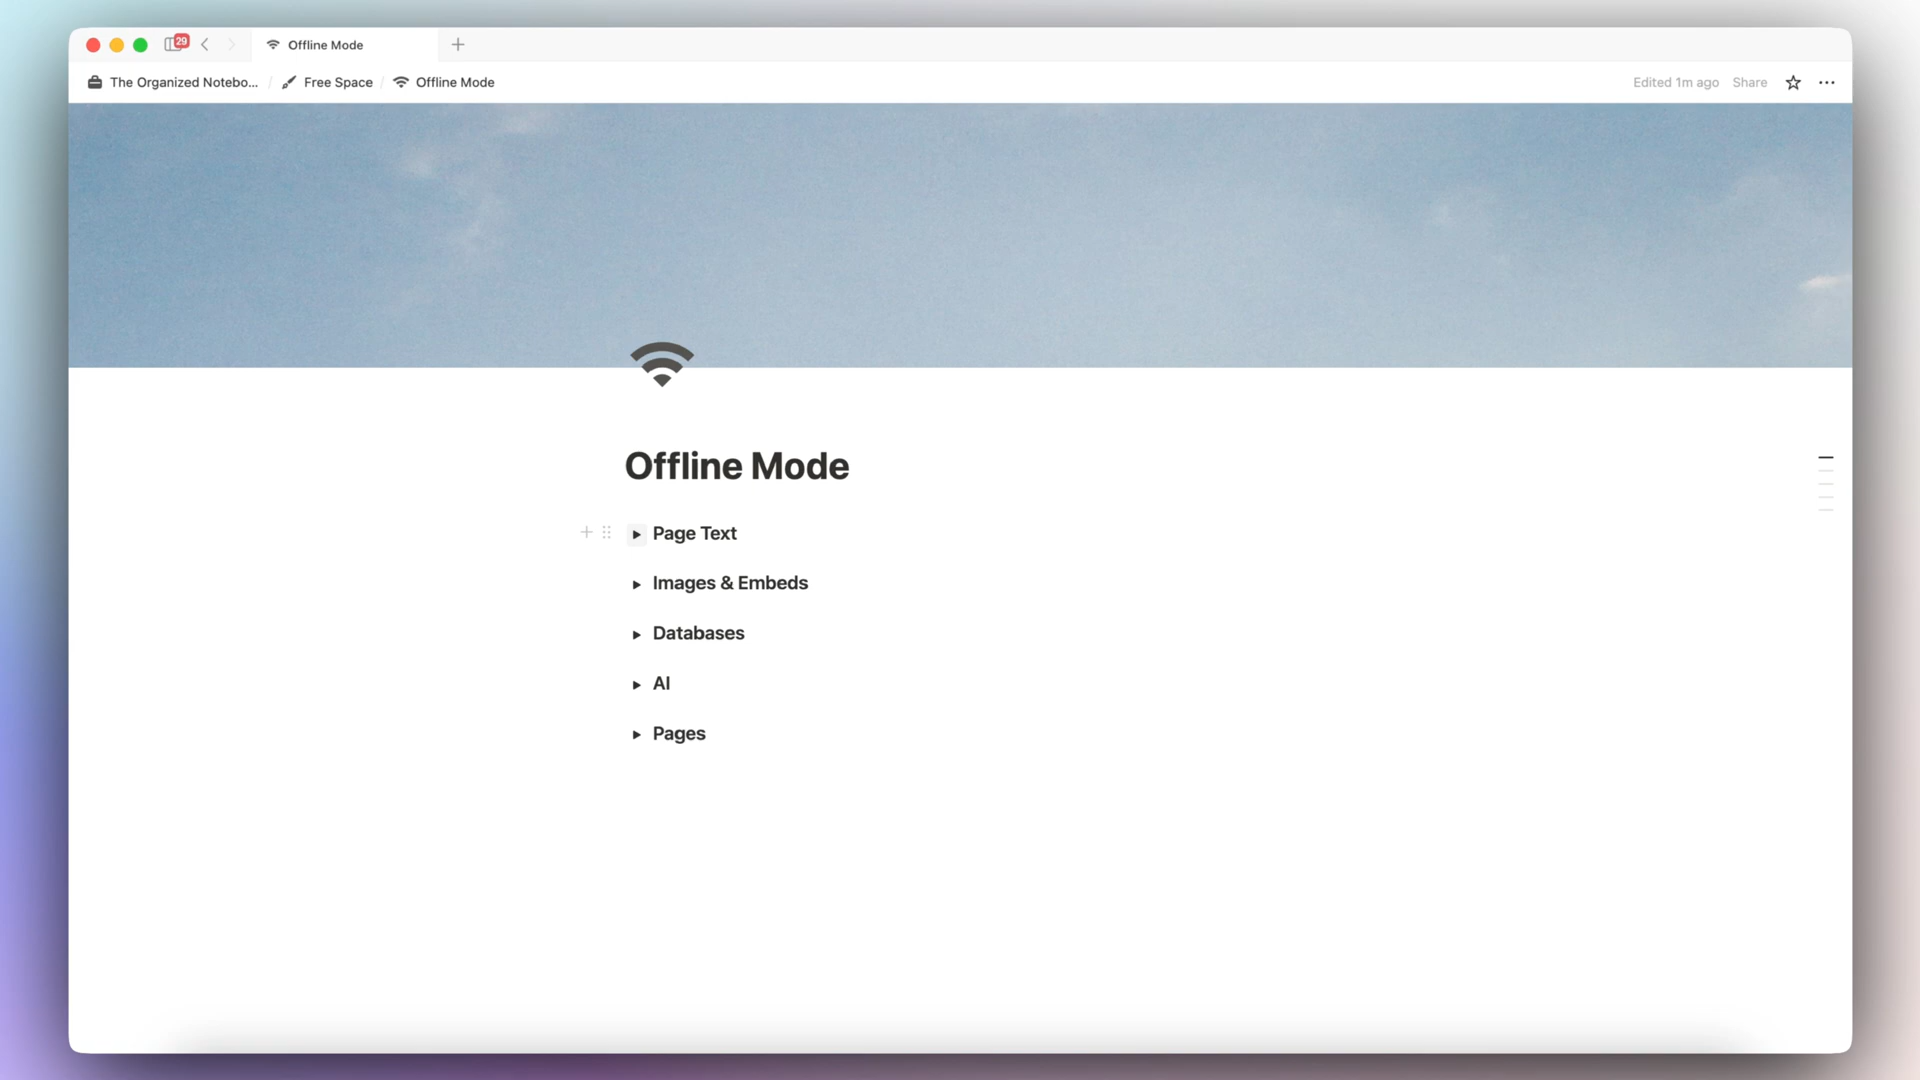 29
Offline Mode
The Organized Notebo... / Free Space / Offline Mode
Edited 1m ago Share
Offline Mode
Page Text
Images & Embeds
Databases
AI
Pages